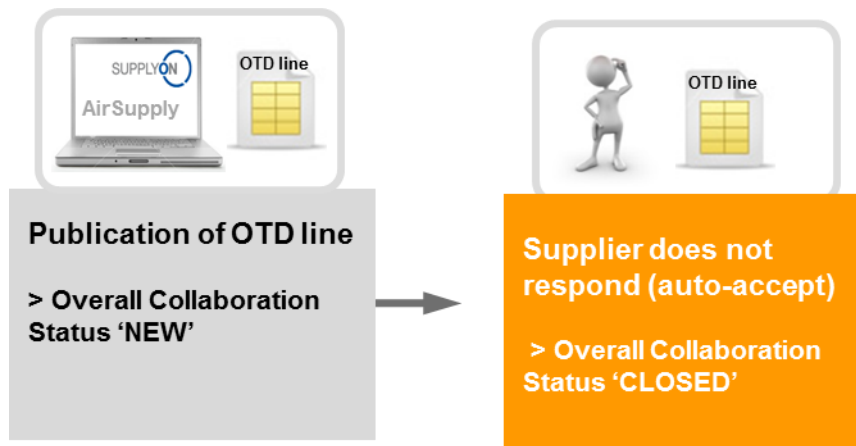 SUPPLYON
AirSupply
OTD line
Publication of OTD line
> Overall Collaboration
Status ‘NEW’
OTD line
Supplier does not
respond (auto-accept)
> Overall Collaboration
Status ‘CLOSED’